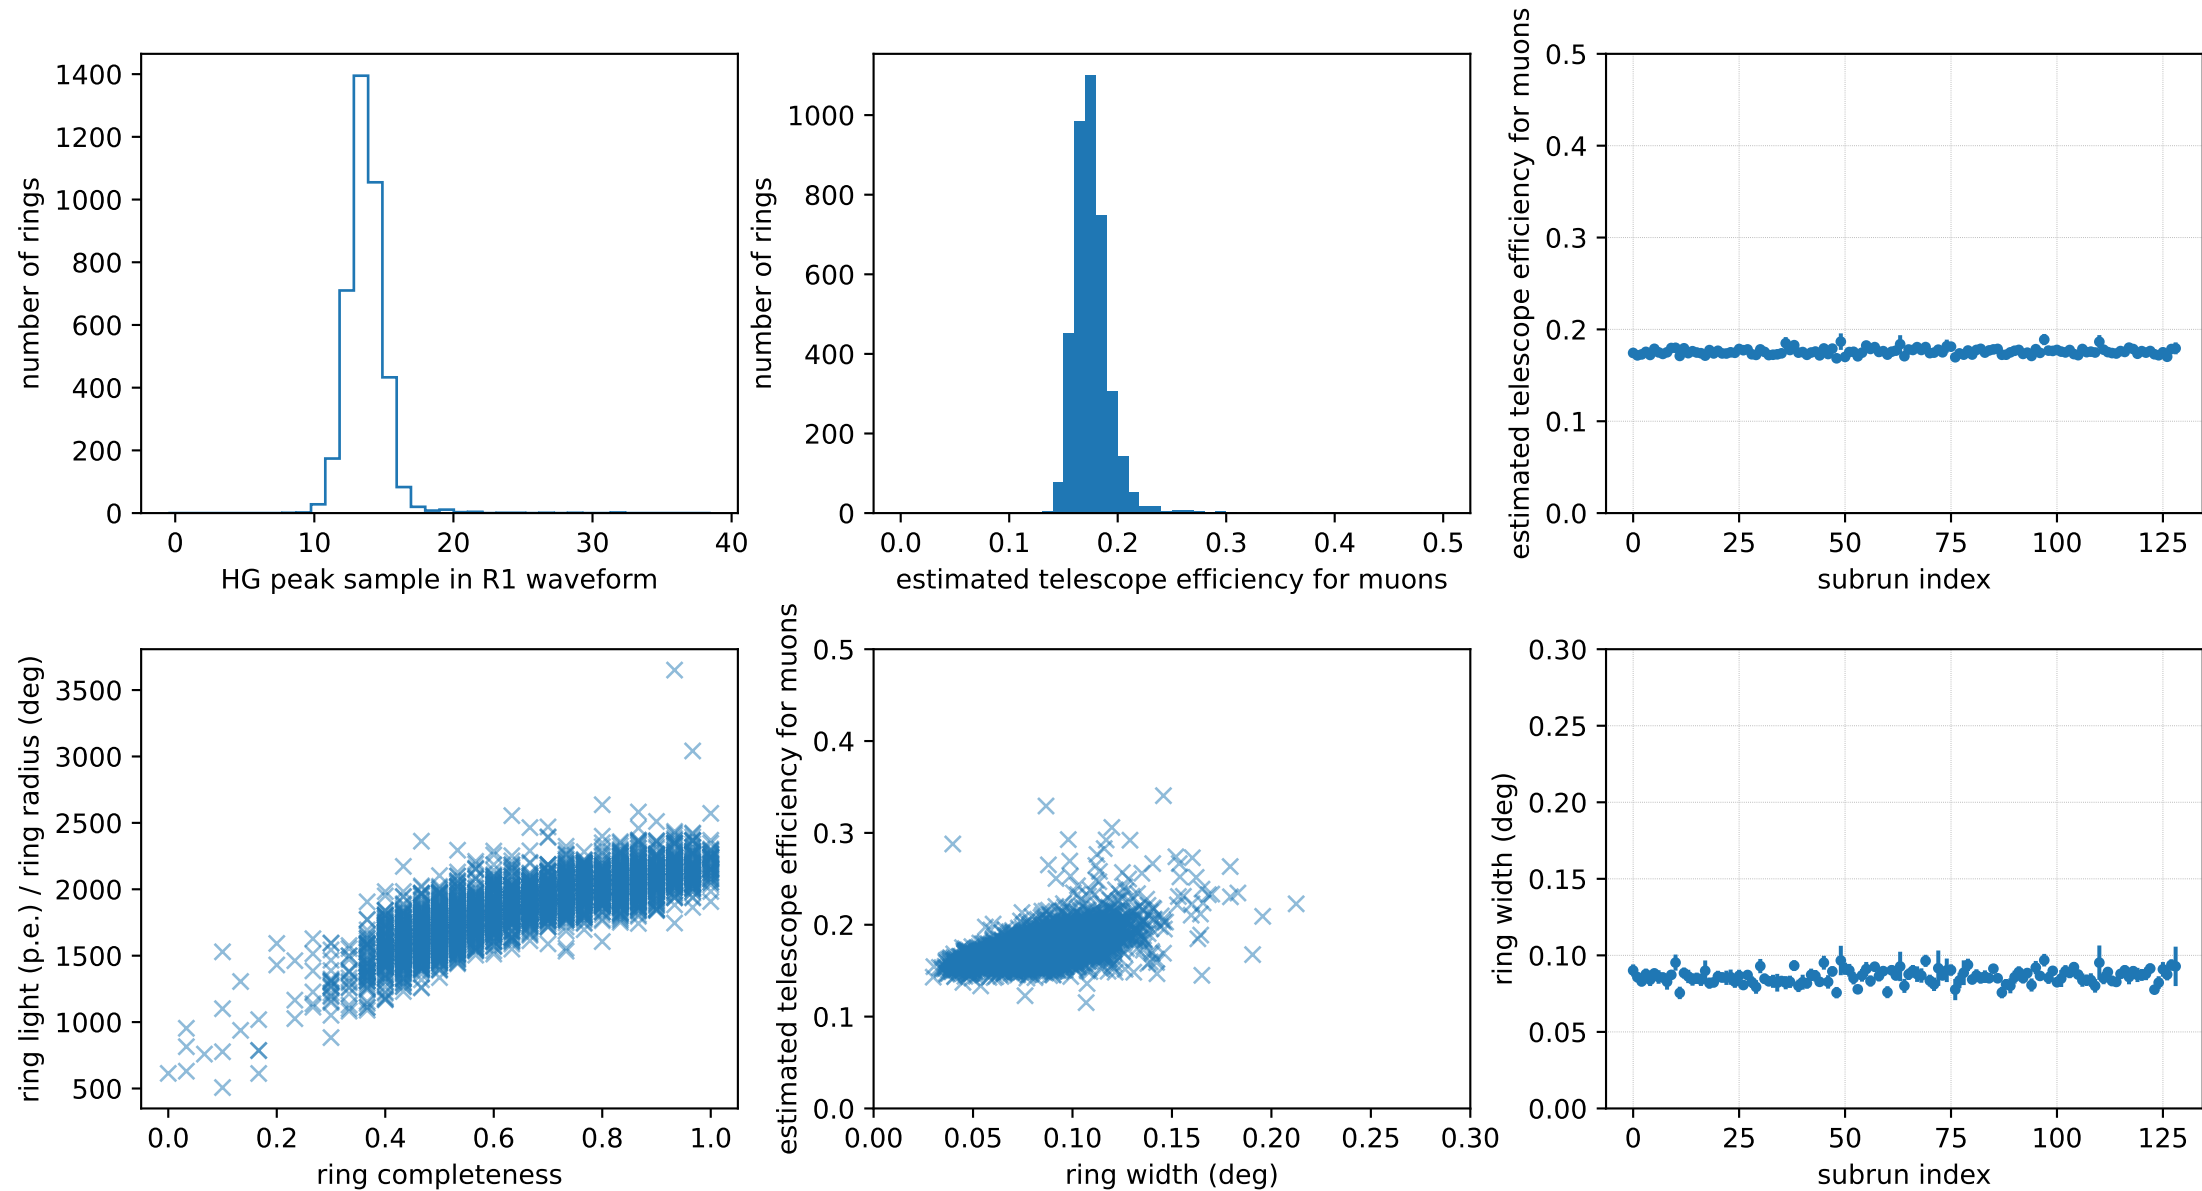 number of rings
1400
1200
1000
800
600
400
200
0
0 10 20 30 40
HG peak sample in R1 waveform
number of rings
1000
800
600
400
200
0
0.0 0.1 0.2 0.3 0.4 0.5
estimated telescope efficiency for muons
estimated telescope efficiency for muons
0.5
0.4
0.3
0.2
0.1
0.0
0 25 50 75 100 125
subrun index
ring light (p.e.) / ring radius (deg)
3500
3000
2500
2000
1500
1000
500
0.0 0.2 0.4 0.6 0.8 1.0
ring completeness
estimated telescope efficiency for muons
0.5
0.4
0.3
0.2
0.1
0.0
0.00 0.05 0.10 0.15 0.20 0.25 0.30
ring width (deg)
ring width (deg)
0.30
0.25
0.20
0.15
0.10
0.05
0.00
0 25 50 75 100 125
subrun index